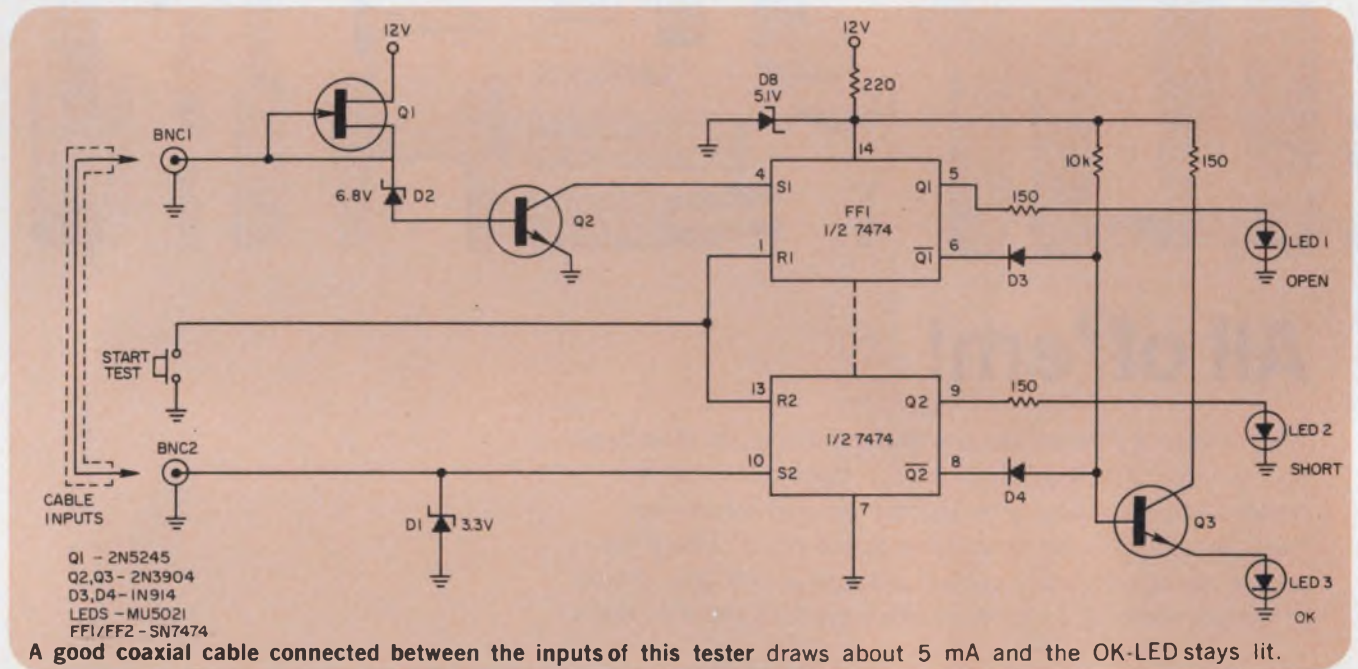 12V
12V
Q1
D8
5.1V
220
BNC1
14
10k
150
6.8V
D2
4
S1
Q1
5
150
Q2
FF1
1/2 7474
LED 1
1
R1
Q1
6
D3
OPEN
START
TEST
13
R2
Q2
9
150
BNC2
1/2 7474
LED 2
10
S2
Q2
8
SHORT
CABLE
INPUTS
D1
3.3V
7
D4
Q3
Q1 - 2N5245
Q2,Q3 - 2N3904
D3,D4 - 1N914
LEDS - MU5021
FF1/FF2 - SN7474
LED 3
OK
A good coaxial cable connected between the inputs of this tester draws about 5 mA and the OK-LED stays lit.